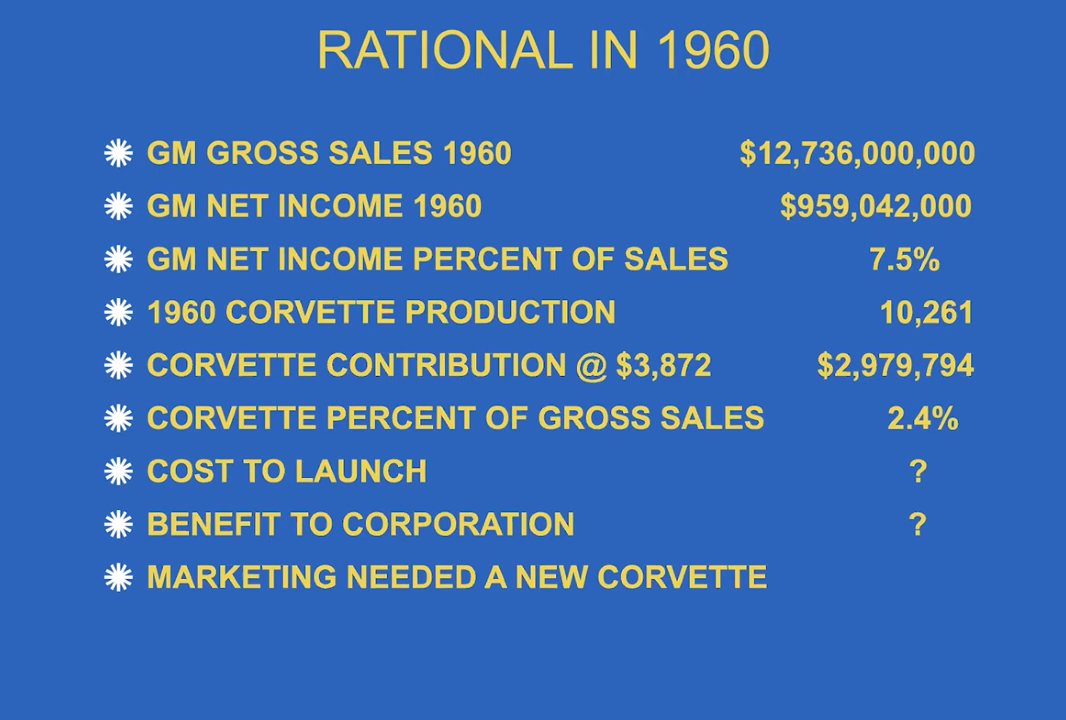 RATIONAL IN 1960
GM GROSS SALES 1960 $12,736,000,000
GM NET INCOME 1960 $959,042,000
GM NET INCOME PERCENT OF SALES 7.5%
1960 CORVETTE PRODUCTION 10,261
CORVETTE CONTRIBUTION @ $3,872 $2,979,794
CORVETTE PERCENT OF GROSS SALES 2.4%
COST TO LAUNCH ?
BENEFIT TO CORPORATION ?
MARKETING NEEDED A NEW CORVETTE